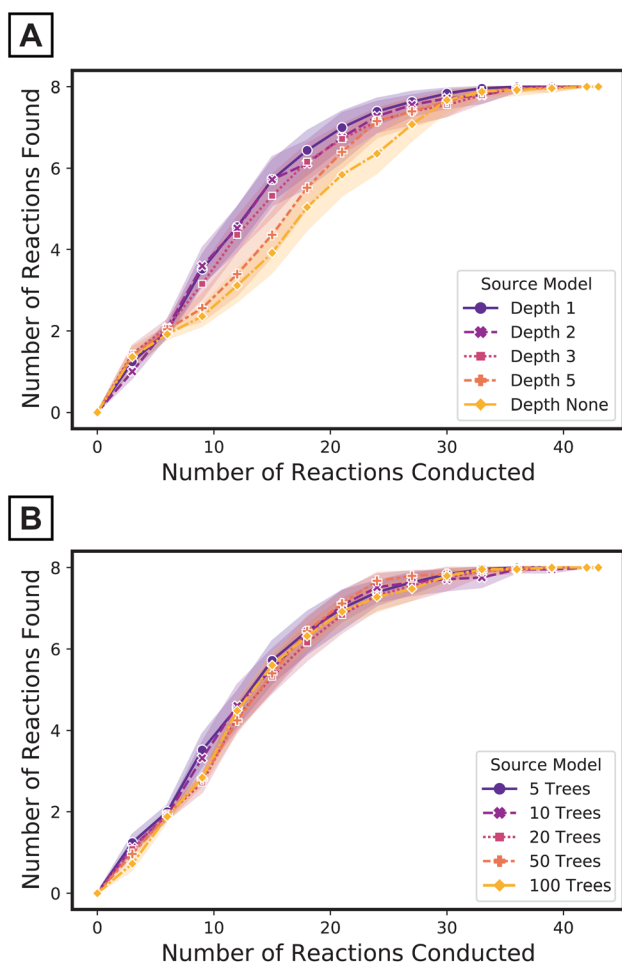 A
8
6
4
2
0
Number of Reactions Found
Source Model
Depth 1
Depth 2
Depth 3
Depth 5
Depth None
0 10 20 30 40
Number of Reactions Conducted
B
8
6
4
2
0
Number of Reactions Found
Source Model
5 Trees
10 Trees
20 Trees
50 Trees
100 Trees
0 10 20 30 40
Number of Reactions Conducted